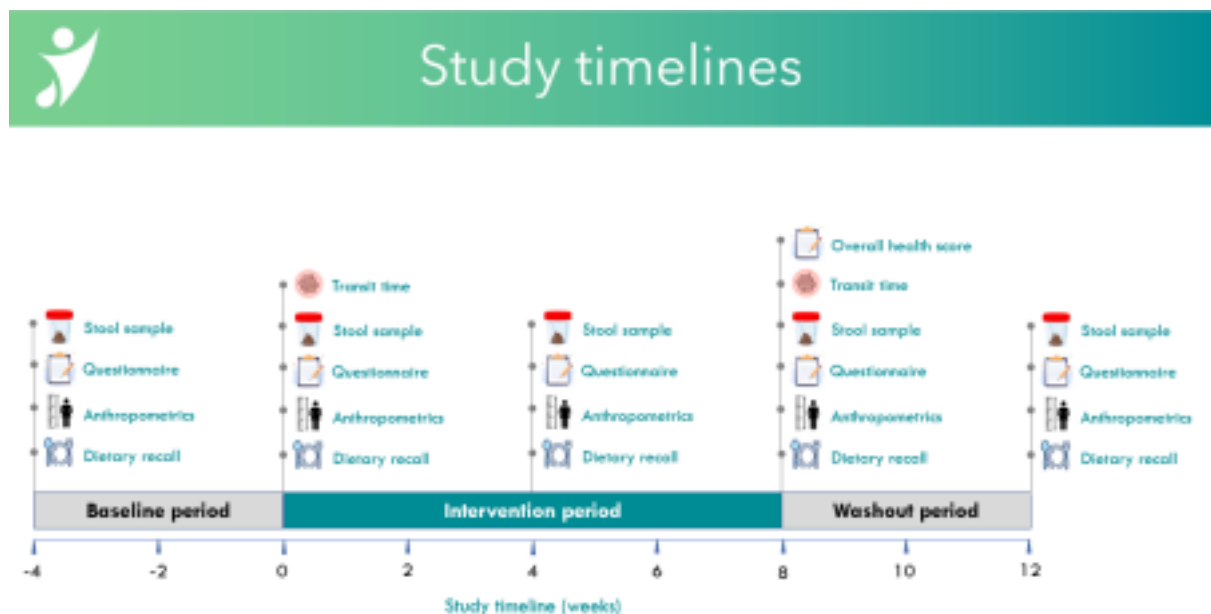 Study timelines
Overall health score
Transit time
Transit time
Stool sample
Stool sample
Stool sample
Stool sample
Stool sample
Questionnaire
Questionnaire
Questionnaire
Questionnaire
Questionnaire
Anthropometrics
Anthropometrics
Anthropometrics
Anthropometrics
Anthropometrics
Dietary recall
Dietary recall
Dietary recall
Dietary recall
Dietary recall
Baseline period
Intervention period
Washout period
-4 -2 0 2 4 6 8 10 12
Study timeline (weeks)